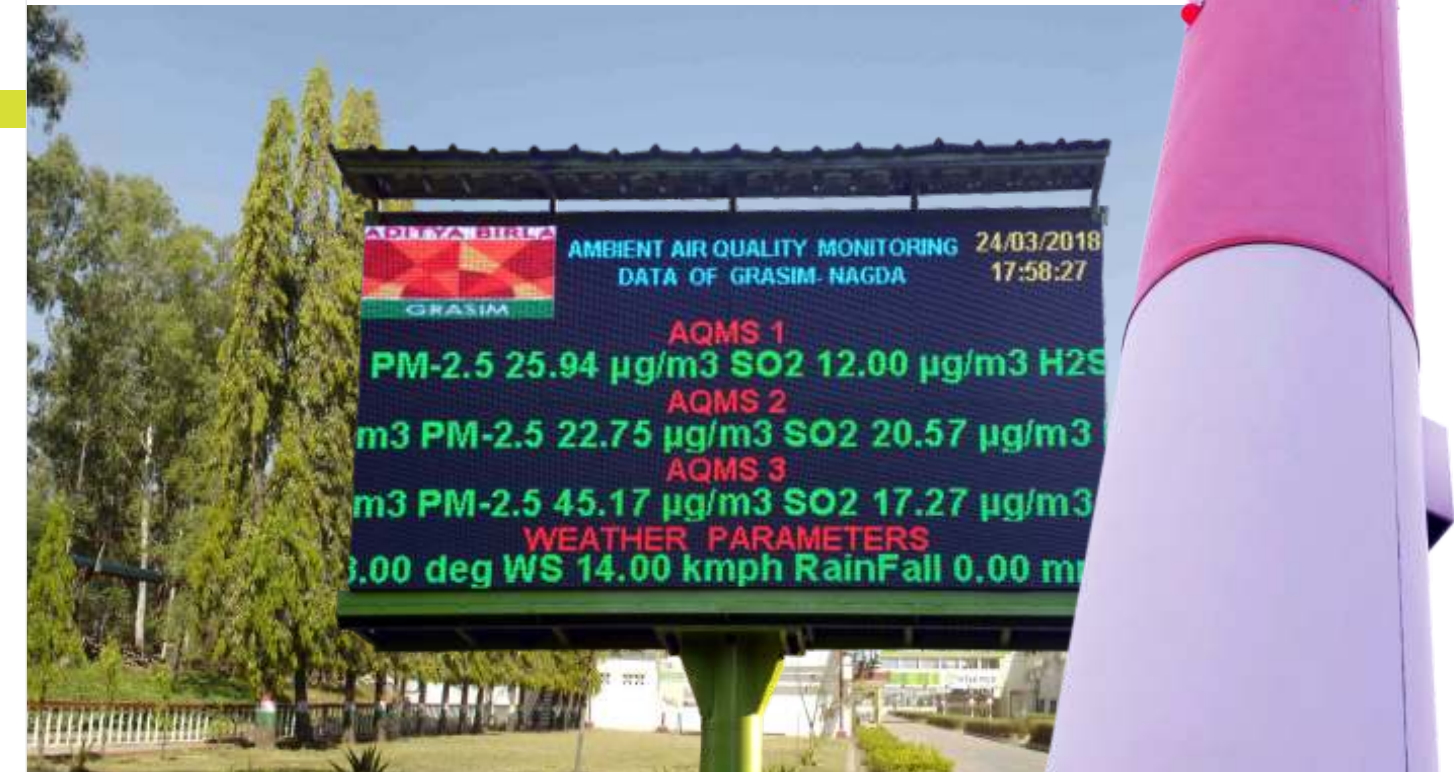 ADITYA BIRLA
GRASIM
AMBIENT AIR QUALITY MONITORING
DATA OF GRASIM-NAGDA
24/03/2018
17:58:27
AQMS 1
PM-2.5 25.94 µg/m3 SO2 12.00 µg/m3 H2S
AQMS 2
m3 PM-2.5 22.75 µg/m3 SO2 20.57 µg/m3
AQMS 3
m3 PM-2.5 45.17 µg/m3 SO2 17.27 µg/m3
WEATHER PARAMETERS
.00 deg WS 14.00 kmph RainFall 0.00